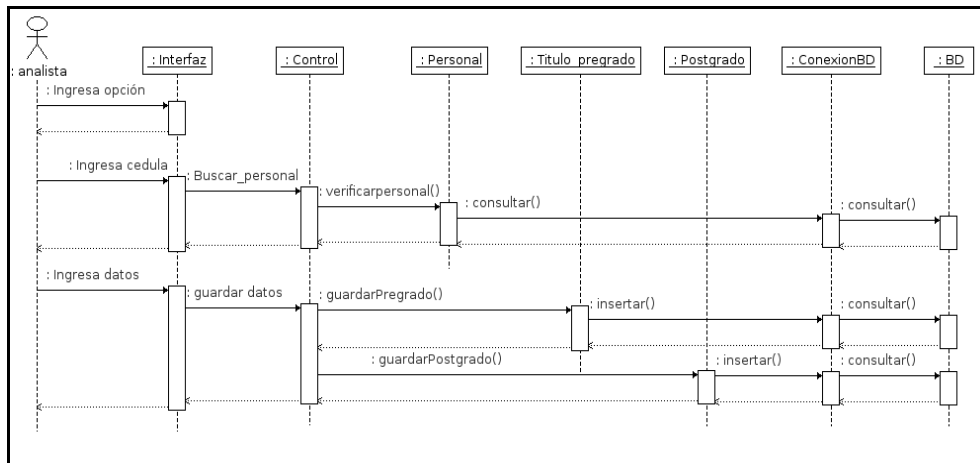 : analista
: Interfaz
: Control
: Personal
: Titulo_pregrado
: Postgrado
: ConexionBD
: BD
: Ingresa opción
: Ingresa cedula
: Buscar_personal
: verificarpersonal()
: consultar()
: consultar()
: Ingresa datos
: guardar datos
: guardarPregrado()
: insertar()
: consultar()
: guardarPostgrado()
: insertar()
: consultar()